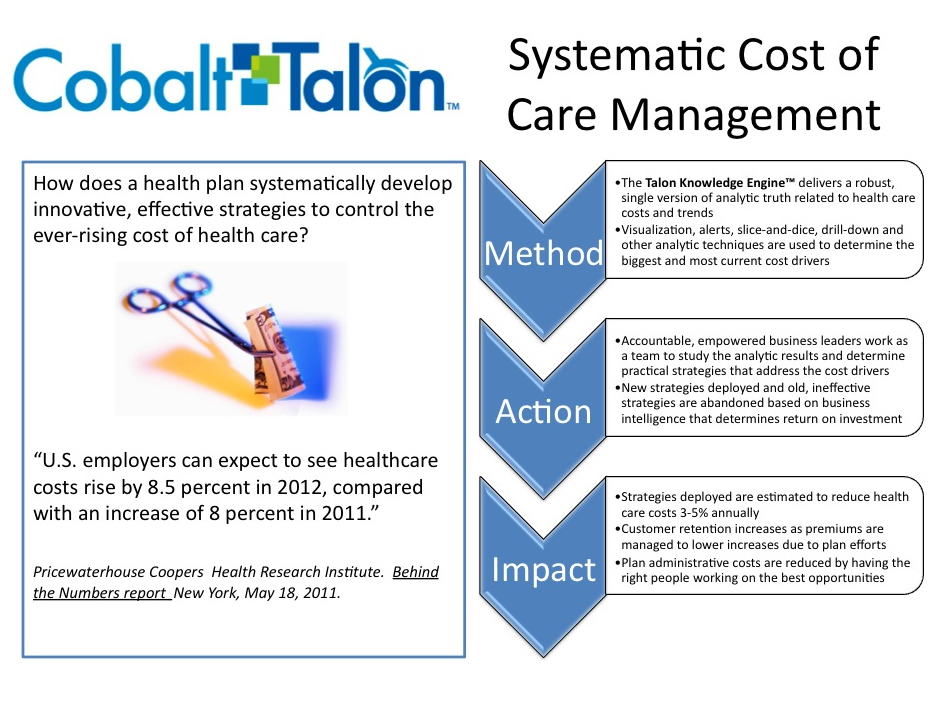 Cobalt Talon™
Systematic Cost of
Care Management
How does a health plan systematically develop
innovative, effective strategies to control the
ever-rising cost of health care?
“U.S. employers can expect to see healthcare
costs rise by 8.5 percent in 2012, compared
with an increase of 8 percent in 2011.”
Pricewaterhouse Coopers Health Research Institute. Behind
the Numbers report New York, May 18, 2011.
Method
•The Talon Knowledge Engine™ delivers a robust,
single version of analytic truth related to health care
costs and trends
•Visualization, alerts, slice-and-dice, drill-down and
other analytic techniques are used to determine the
biggest and most current cost drivers
Action
•Accountable, empowered business leaders work as
a team to study the analytic results and determine
practical strategies that address the cost drivers
•New strategies deployed and old, ineffective
strategies are abandoned based on business
intelligence that determines return on investment
Impact
•Strategies deployed are estimated to reduce health
care costs 3-5% annually
•Customer retention increases as premiums are
managed to lower increases due to plan efforts
•Plan administrative costs are reduced by having the
right people working on the best opportunities